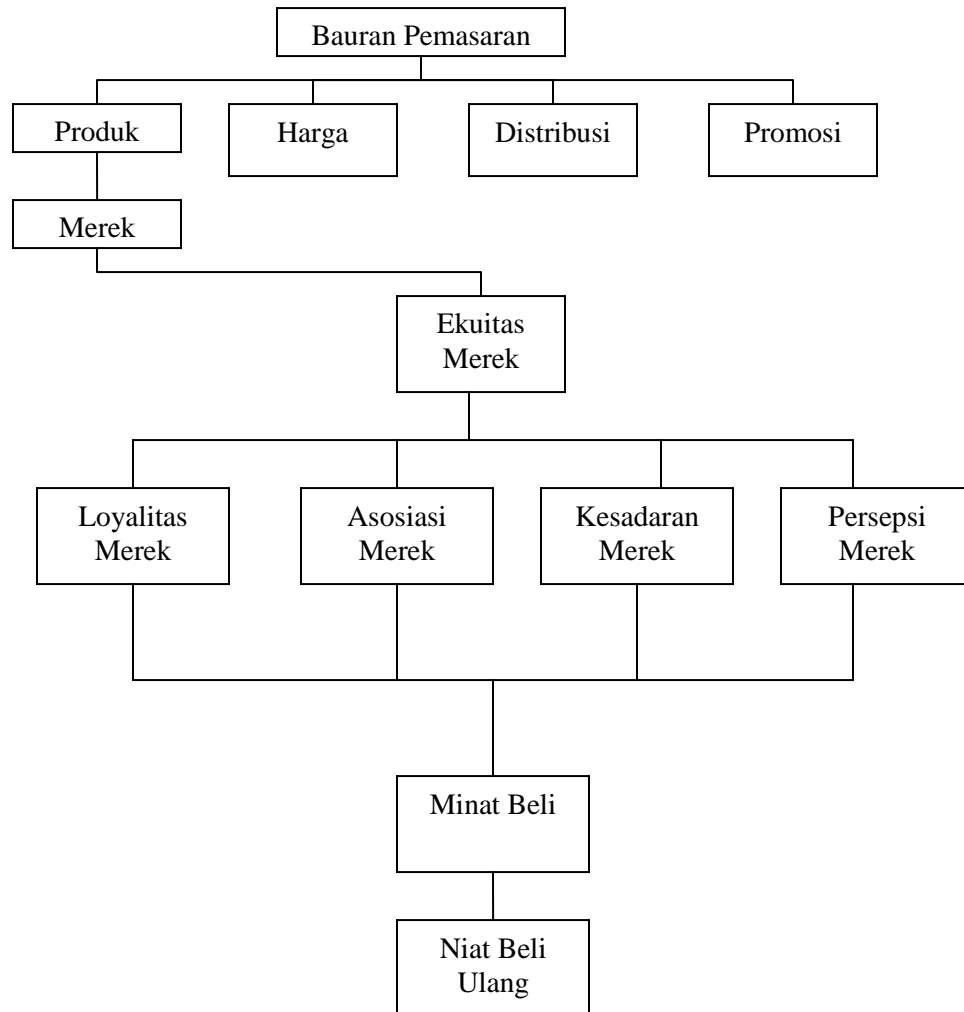 Bauran Pemasaran
Produk
Harga
Distribusi
Promosi
Merek
Ekuitas
Merek
Loyalitas
Merek
Asosiasi
Merek
Kesadaran
Merek
Persepsi
Merek
Minat Beli
Niat Beli
Ulang